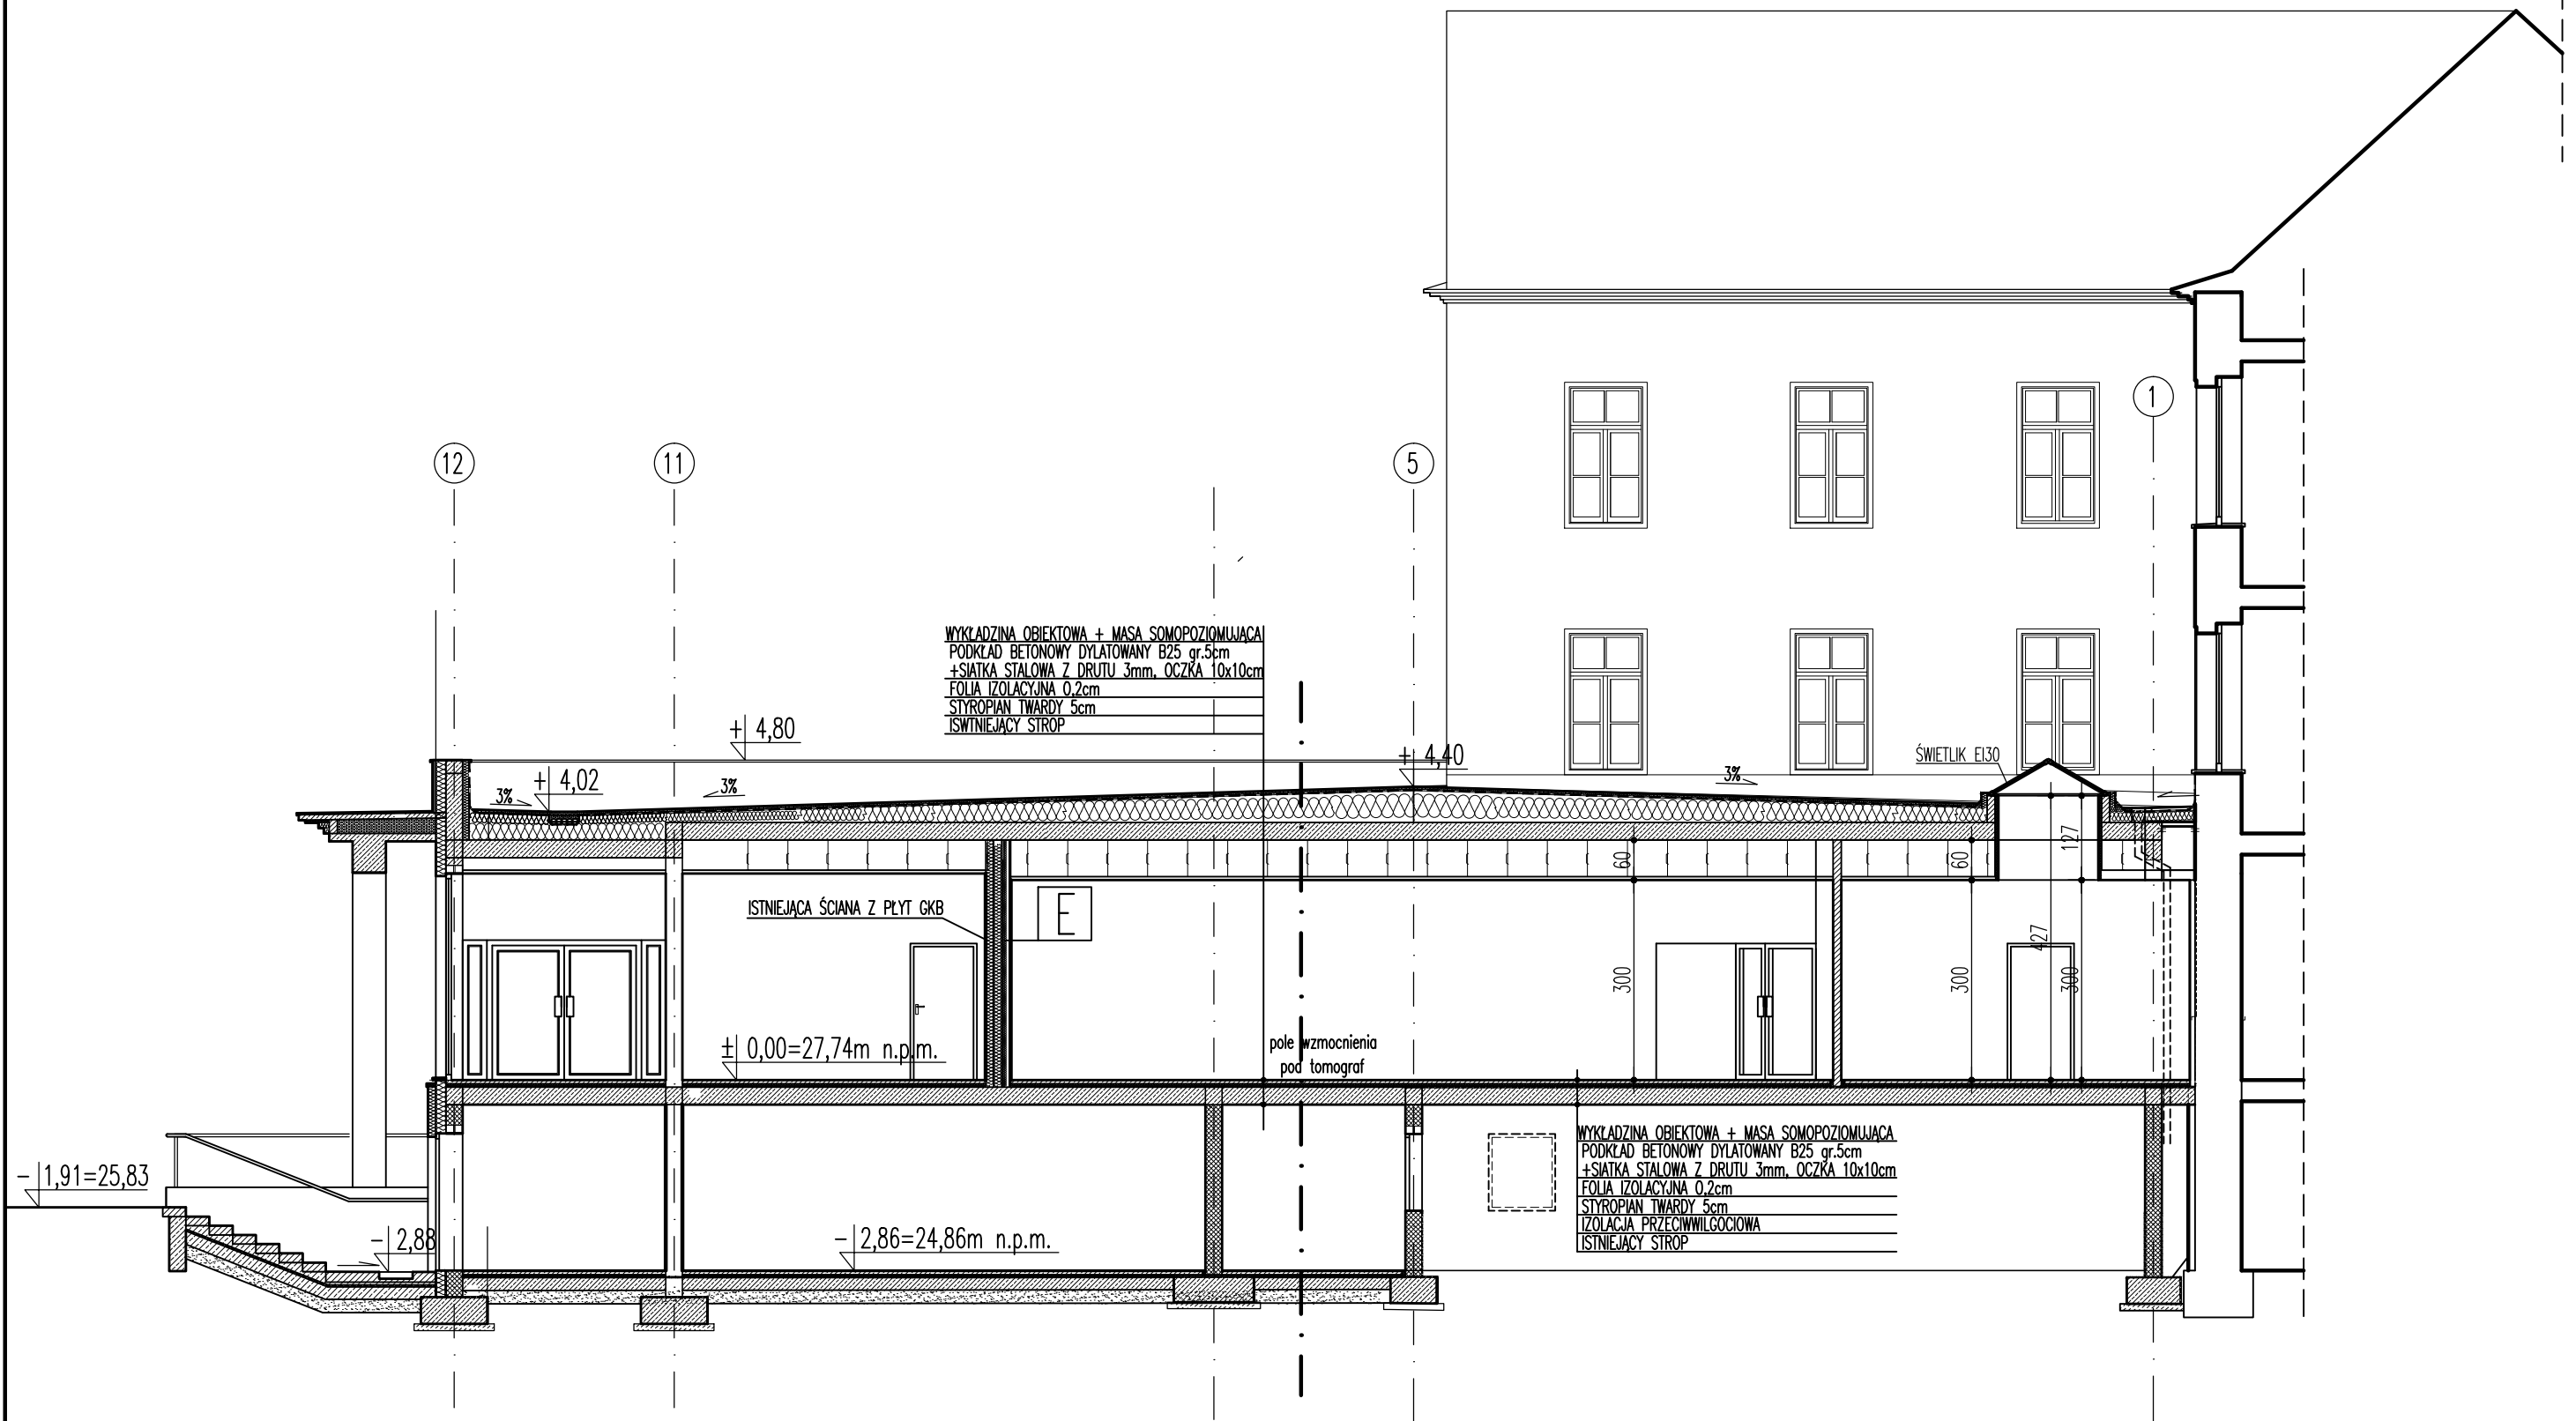 1
12
11
5
WYKŁADZINA OBIEKTOWA + MASA SOMOPOZIOMUJĄCA
PODKŁAD BETONOWY DYLATOWANY B25 gr.5cm
+SIATKA STALOWA Z DRUTU 3mm, OCZKA 10x10cm
FOLIA IZOLACYJNA 0,2cm
STYROPIAN TWARDY 5cm
ISWTNIEJĄCY STROP
+ 4,80
+ 4,40
ŚWIETLIK EI30
+ 4,02
3%
3%
3%
60
60
127
ISTNIEJĄCA ŚCIANA Z PŁYT GKB
E
427
300
300
300
± 0,00=27,74m n.p.m.
pole wzmocnienia
pod tomograf
WYKŁADZINA OBIEKTOWA + MASA SOMOPOZIOMUJĄCA
PODKŁAD BETONOWY DYLATOWANY B25 gr.5cm
+SIATKA STALOWA Z DRUTU 3mm, OCZKA 10x10cm
FOLIA IZOLACYJNA 0,2cm
STYROPIAN TWARDY 5cm
IZOLACJA PRZECIWWILGOCIOWA
ISTNIEJĄCY STROP
- 1,91=25,83
- 2,88
- 2,86=24,86m n.p.m.